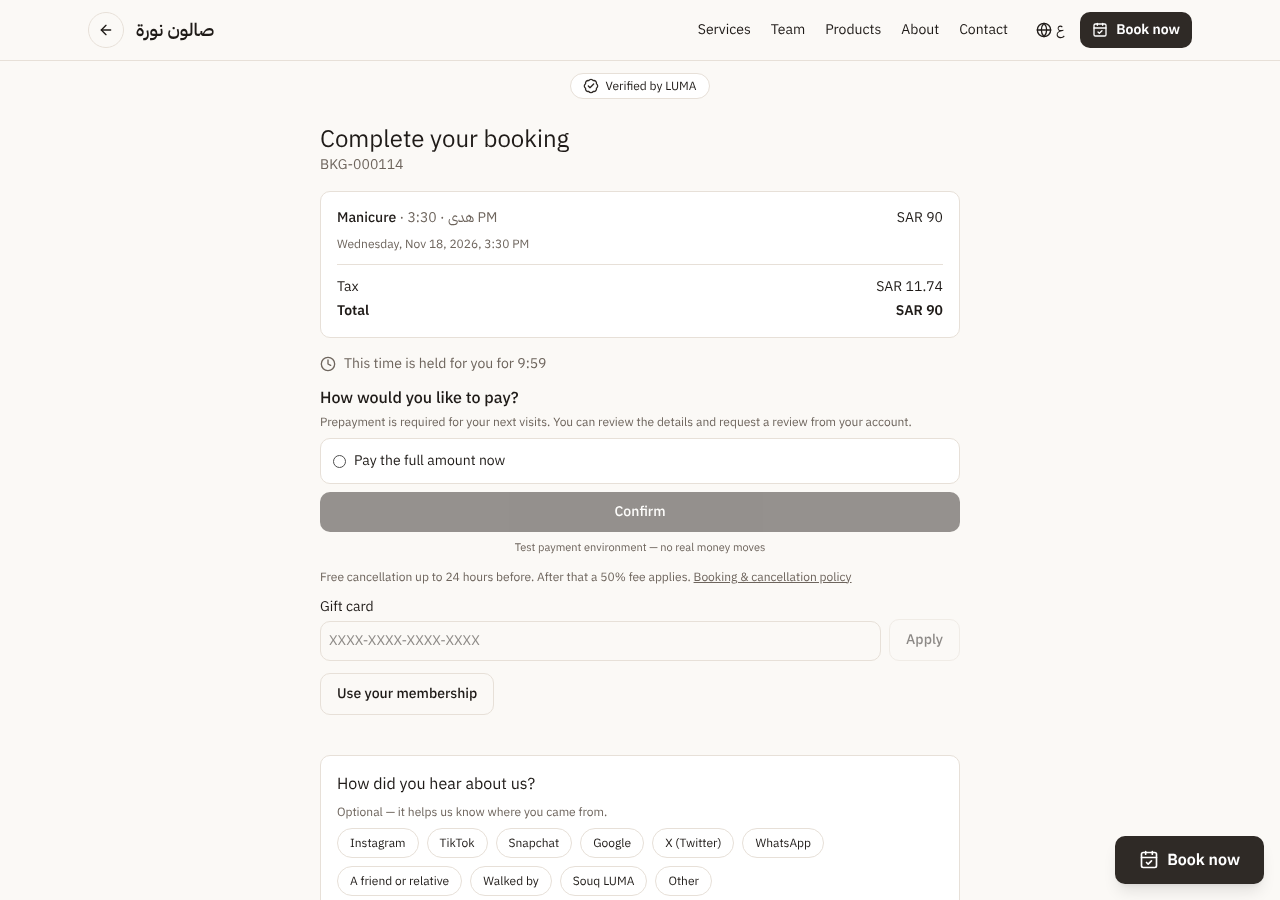 صالون نورة
Services Team Products About Contact ع Book now
Verified by LUMA
Complete your booking
BKG-000114
Manicure · 3:30 · هدى PM SAR 90
Wednesday, Nov 18, 2026, 3:30 PM
Tax SAR 11.74
Total SAR 90
This time is held for you for 9:59
How would you like to pay?
Prepayment is required for your next visits. You can review the details and request a review from your account.
Pay the full amount now
Confirm
Test payment environment — no real money moves
Free cancellation up to 24 hours before. After that a 50% fee applies. Booking & cancellation policy
Gift card
XXXX-XXXX-XXXX-XXXX Apply
Use your membership
How did you hear about us?
Optional — it helps us know where you came from.
Instagram TikTok Snapchat Google X (Twitter) WhatsApp
A friend or relative Walked by Souq LUMA Other
Book now